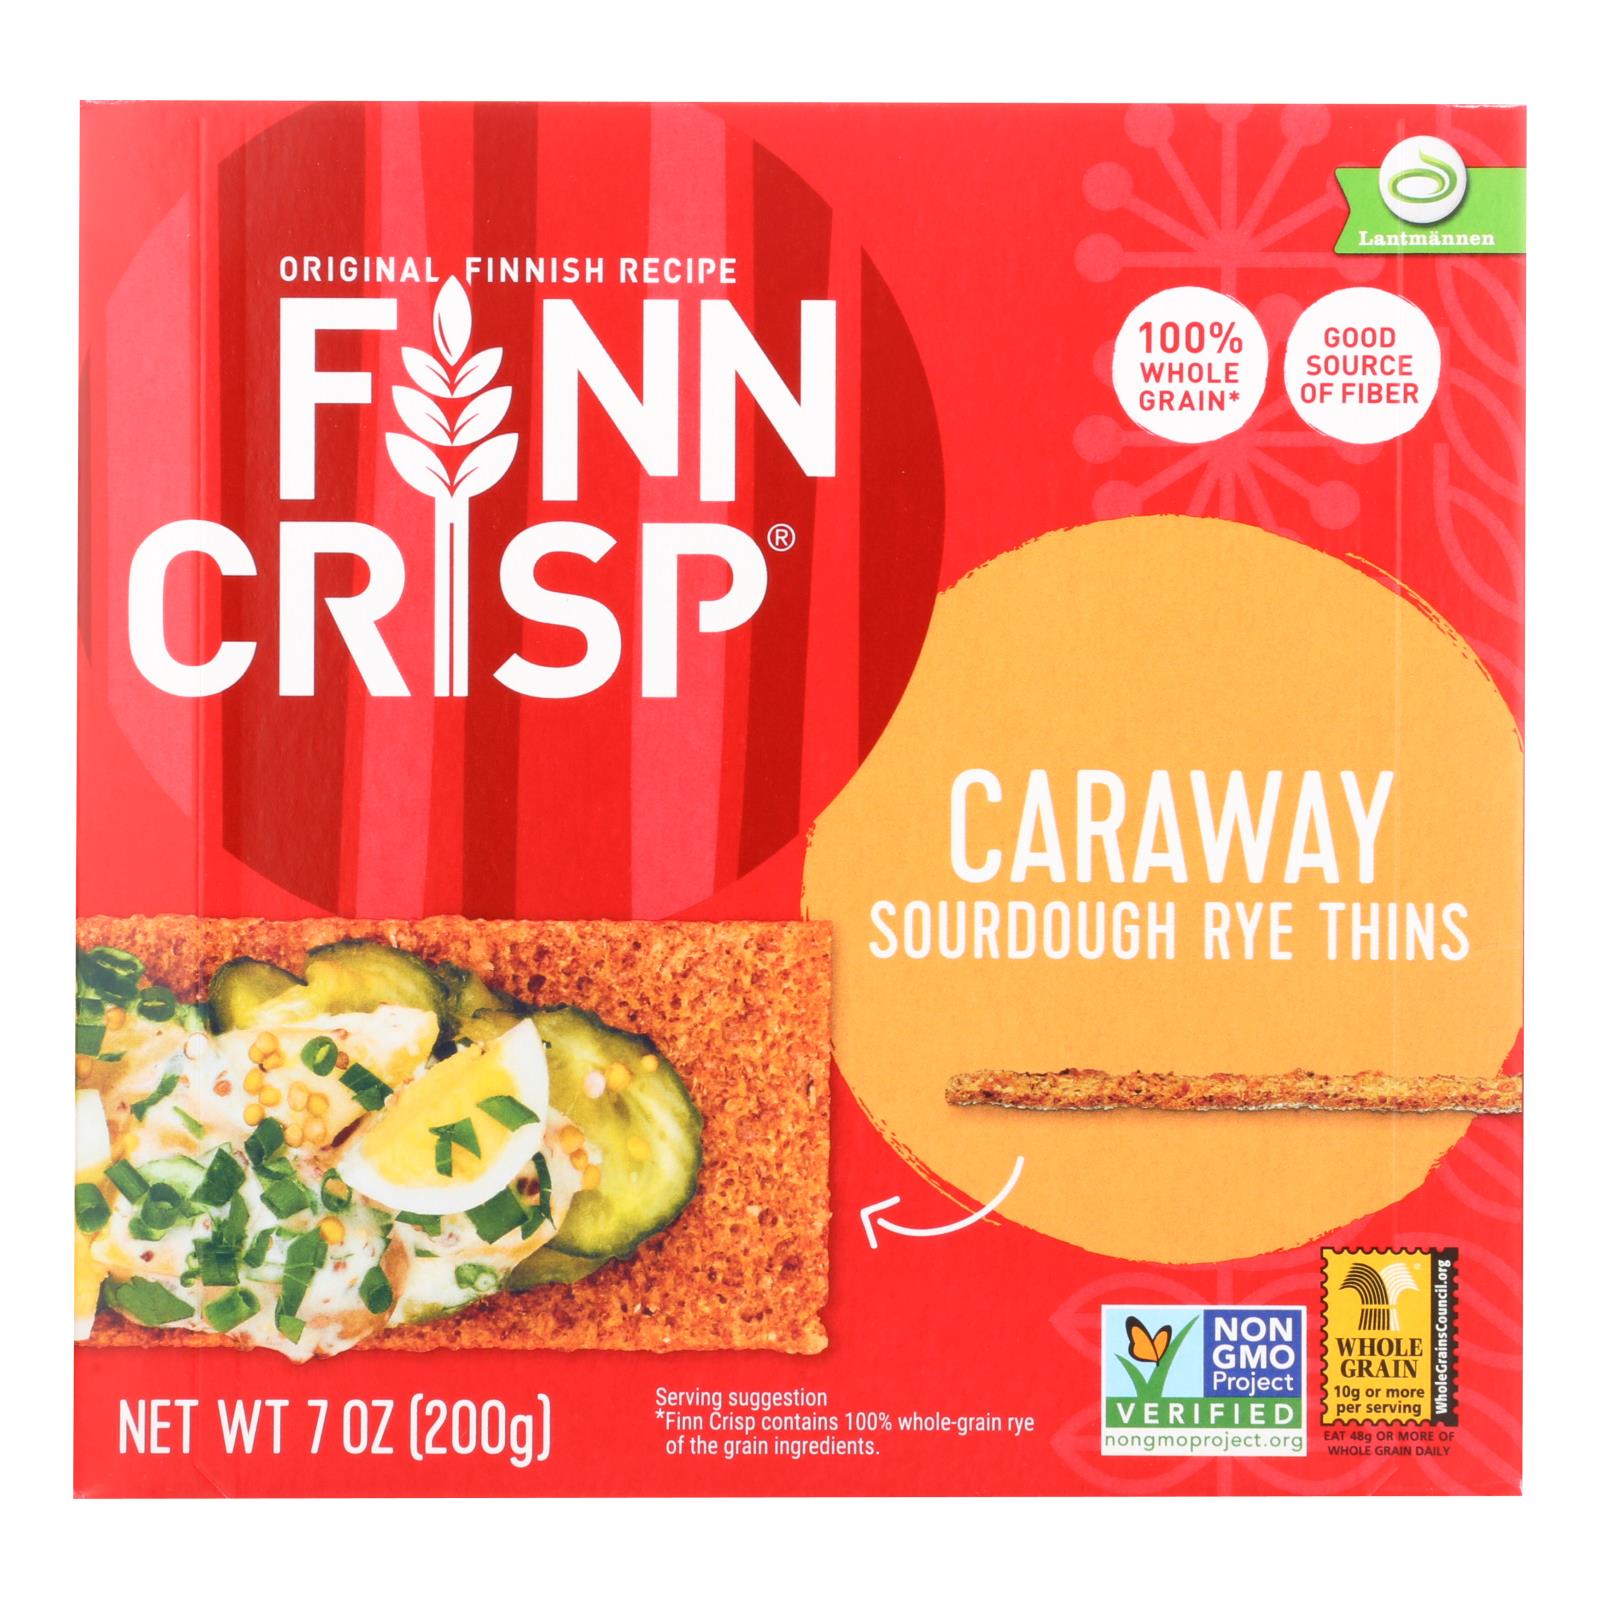 Lantmännen
ORIGINAL FINNISH RECIPE
FINN
CRISP®
100%
WHOLE
GRAIN*
GOOD
SOURCE
OF FIBER
CARAWAY
SOURDOUGH RYE THINS
NET WT 7 OZ (200g)
Serving suggestion
*Finn Crisp contains 100% whole-grain rye
of the grain ingredients.
NON
GMO
Project
VERIFIED
nongmoproject.org
WHOLE
GRAIN
10g or more
per serving
WholeGrainsCouncil.org
EAT 48g OR MORE OF
WHOLE GRAIN DAILY